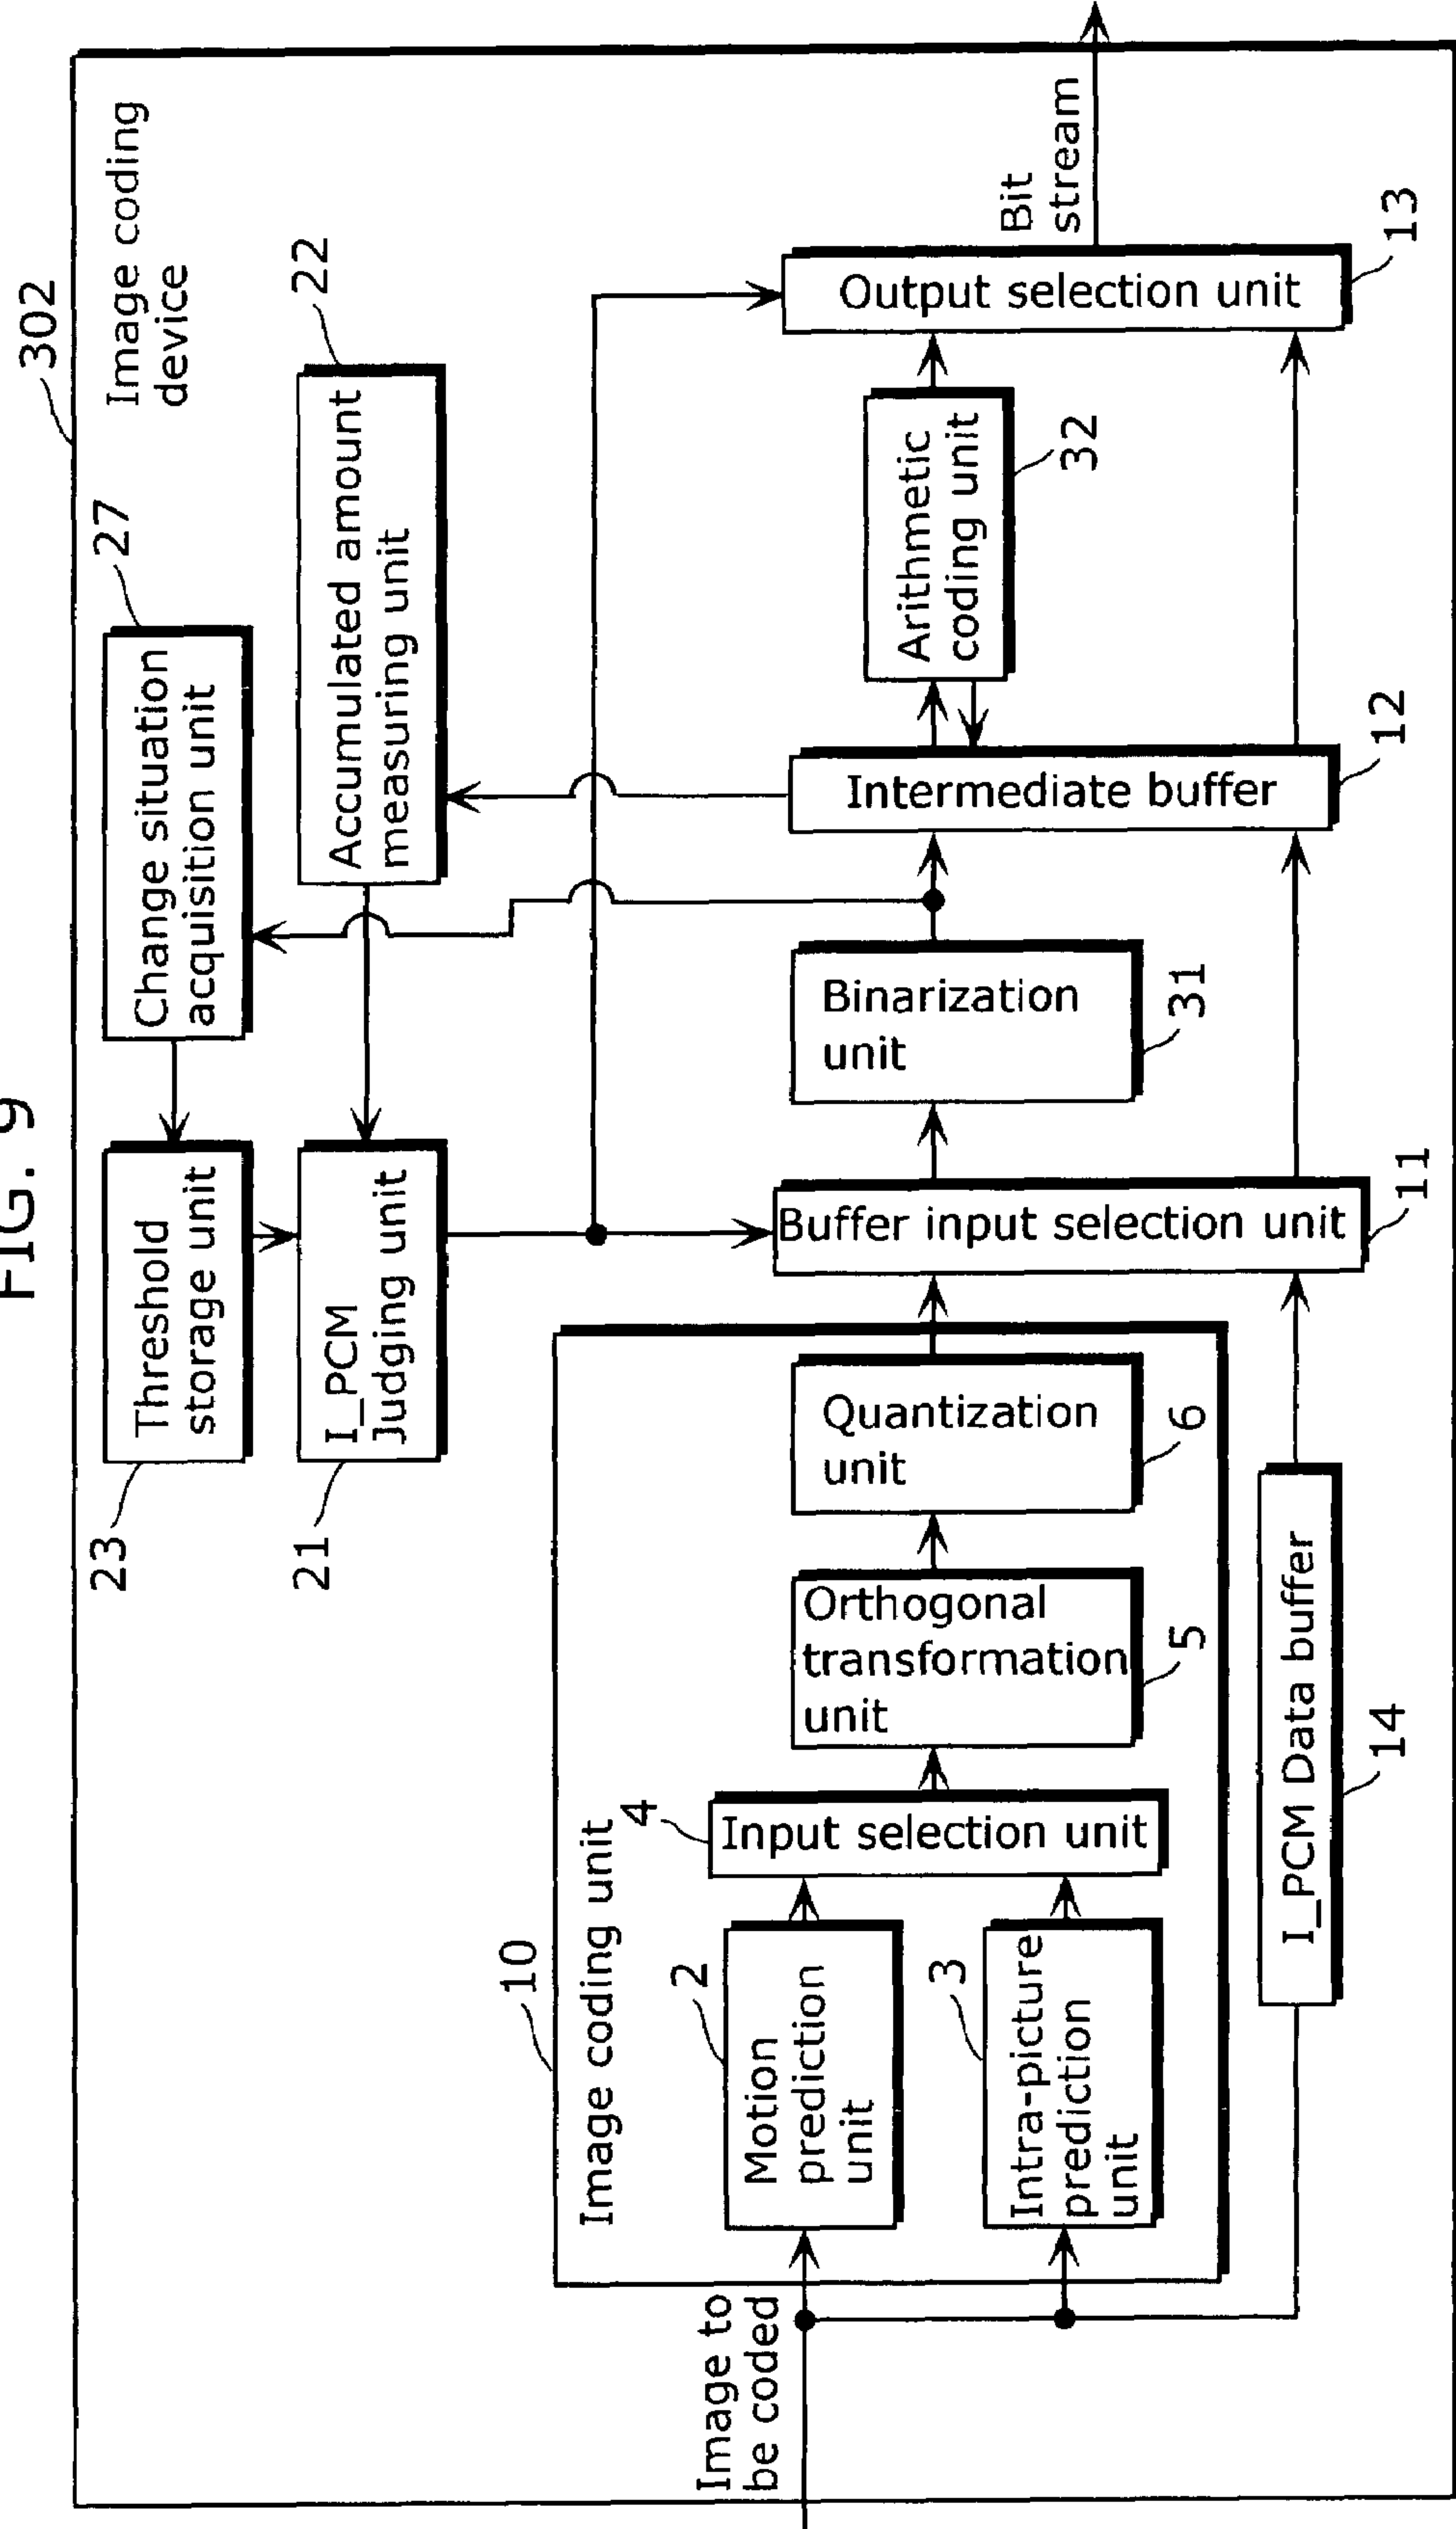 FIG. 9
302
Image coding
device
23
Threshold
storage unit
27
Change situation
acquisition unit
21
I_PCM
Judging unit
22
Accumulated amount
measuring unit
10
Image coding unit
Image to
be coded
2
Motion
prediction
unit
3
Intra-picture
prediction
unit
4
Input selection unit
Orthogonal
transformation
unit
5
Quantization
unit
6
Buffer input selection unit
11
Binarization
unit
31
Intermediate buffer
12
Arithmetic
coding unit
32
Output selection unit
13
Bit
stream
I_PCM Data buffer
14